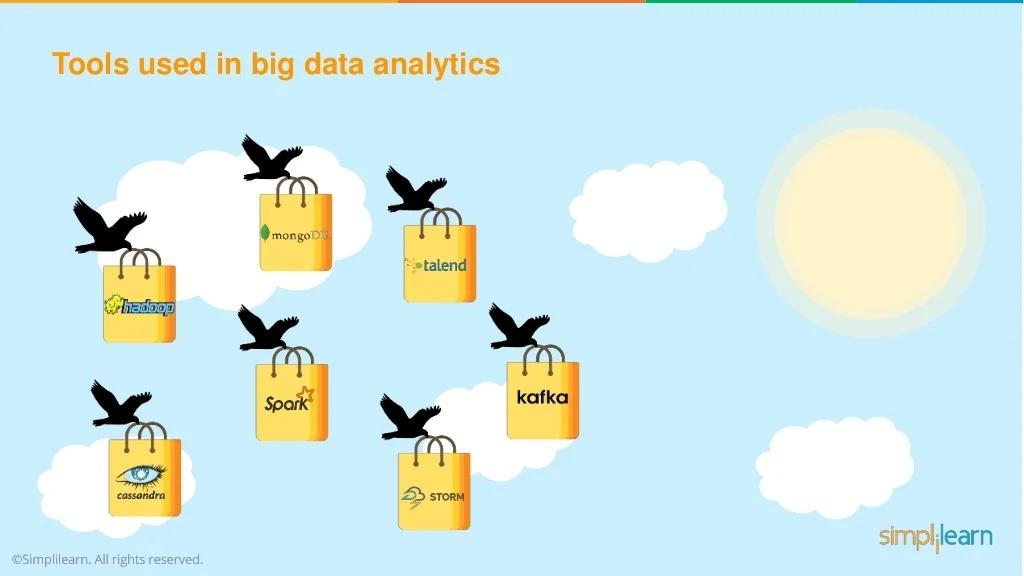 Tools used in big data analytics
mongoDB
talend
hadoop
Spark
kafka
cassandra
STORM
simplilearn
©Simplilearn. All rights reserved.